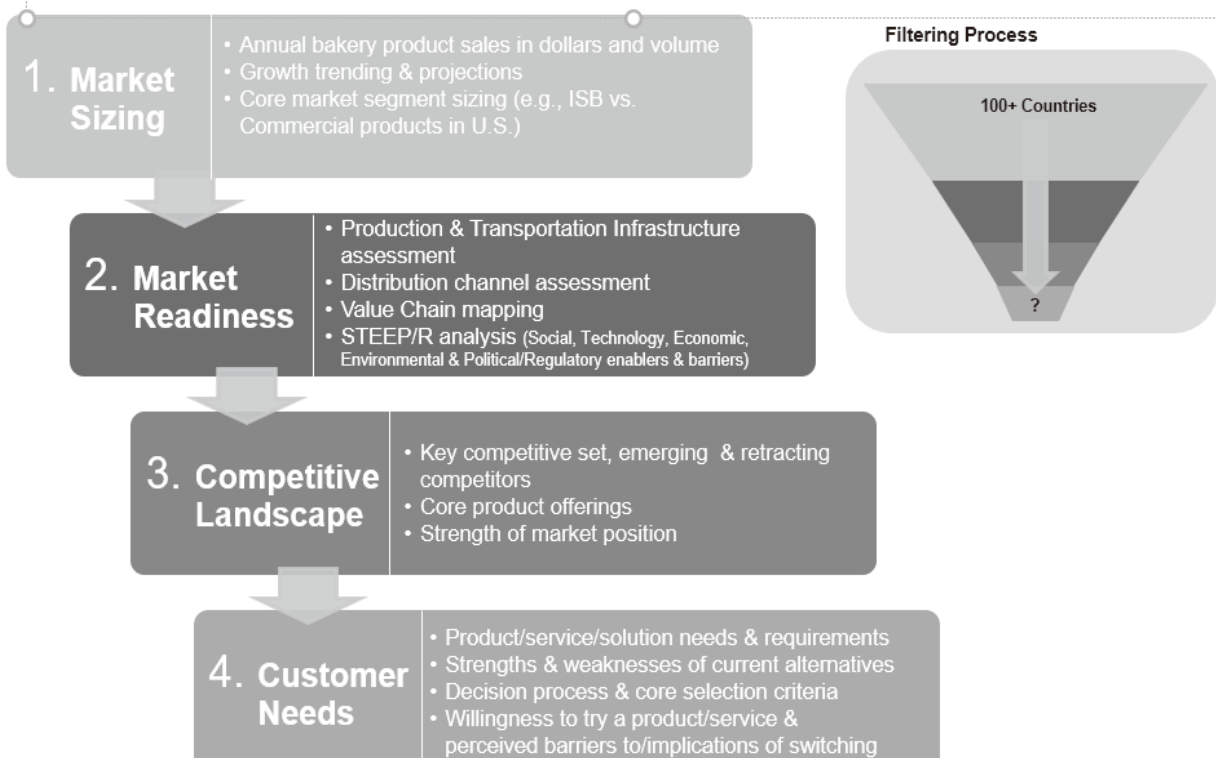 1. Market
Sizing
• Annual bakery product sales in dollars and volume
• Growth trending & projections
• Core market segment sizing (e.g., ISB vs.
Commercial products in U.S.)
Filtering Process
100+ Countries
?
2. Market
Readiness
• Production & Transportation Infrastructure
assessment
• Distribution channel assessment
• Value Chain mapping
• STEEP/R analysis (Social, Technology, Economic,
Environmental & Political/Regulatory enablers & barriers)
3. Competitive
Landscape
• Key competitive set, emerging & retracting
competitors
• Core product offerings
• Strength of market position
4. Customer
Needs
• Product/service/solution needs & requirements
• Strengths & weaknesses of current alternatives
• Decision process & core selection criteria
• Willingness to try a product/service &
perceived barriers to/implications of switching